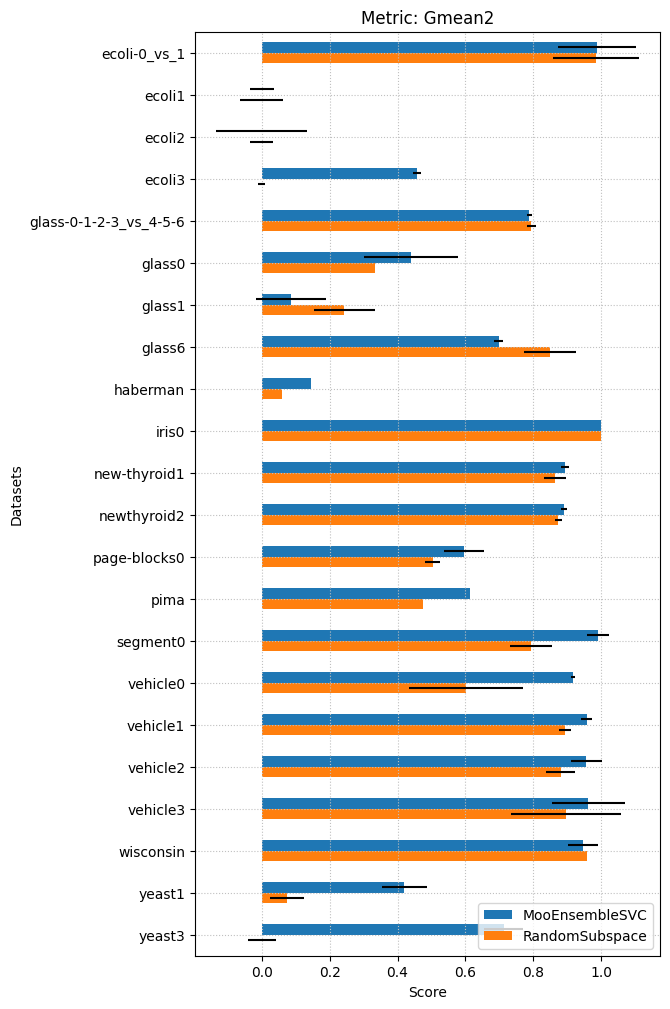 Metric: Gmean2
ecoli-0_vs_1
ecoli1
ecoli2
ecoli3
glass-0-1-2-3_vs_4-5-6
glass0
glass1
glass6
haberman
iris0
new-thyroid1
newthyroid2
page-blocks0
pima
segment0
vehicle0
vehicle1
vehicle2
vehicle3
wisconsin
yeast1
yeast3
Datasets
MooEnsembleSVC
RandomSubspace
0.0 0.2 0.4 0.6 0.8 1.0
Score